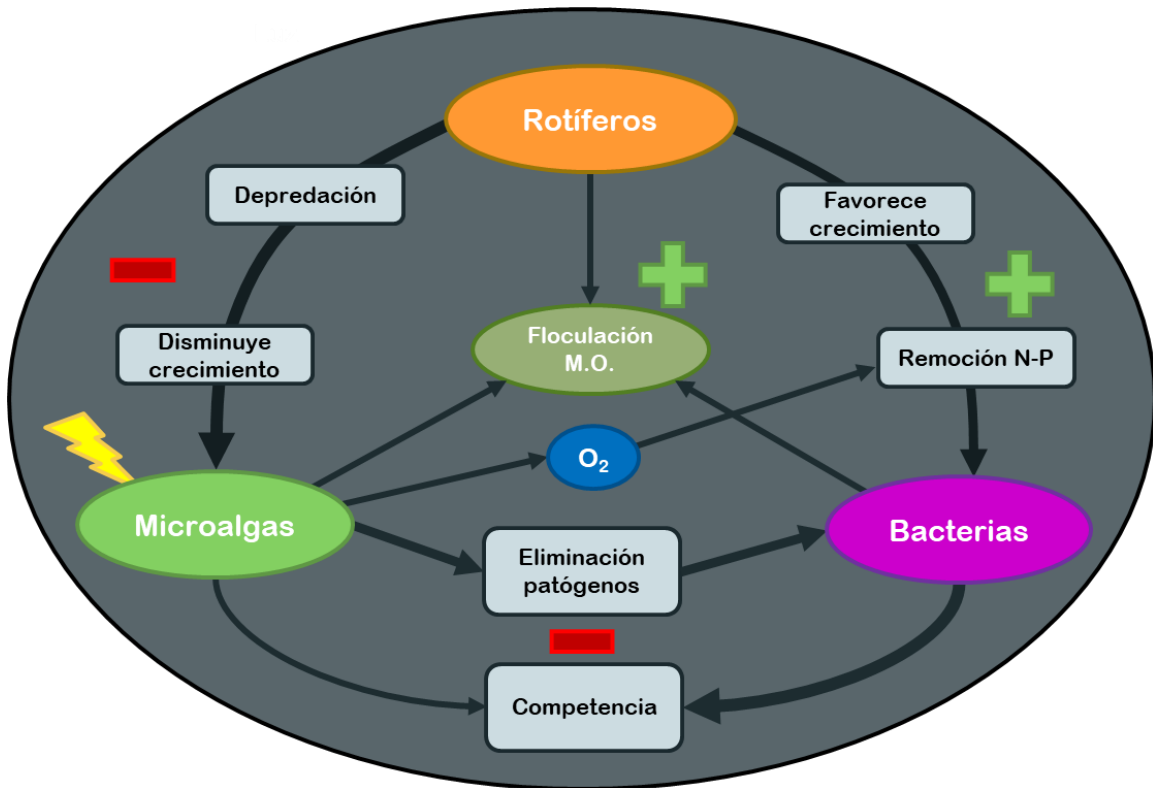 Rotíferos
Depredación
Favorece
crecimiento
Disminuye
crecimiento
Floculación
M.O.
Remoción N-P
O₂
Microalgas
Bacterias
Eliminación
patógenos
Competencia